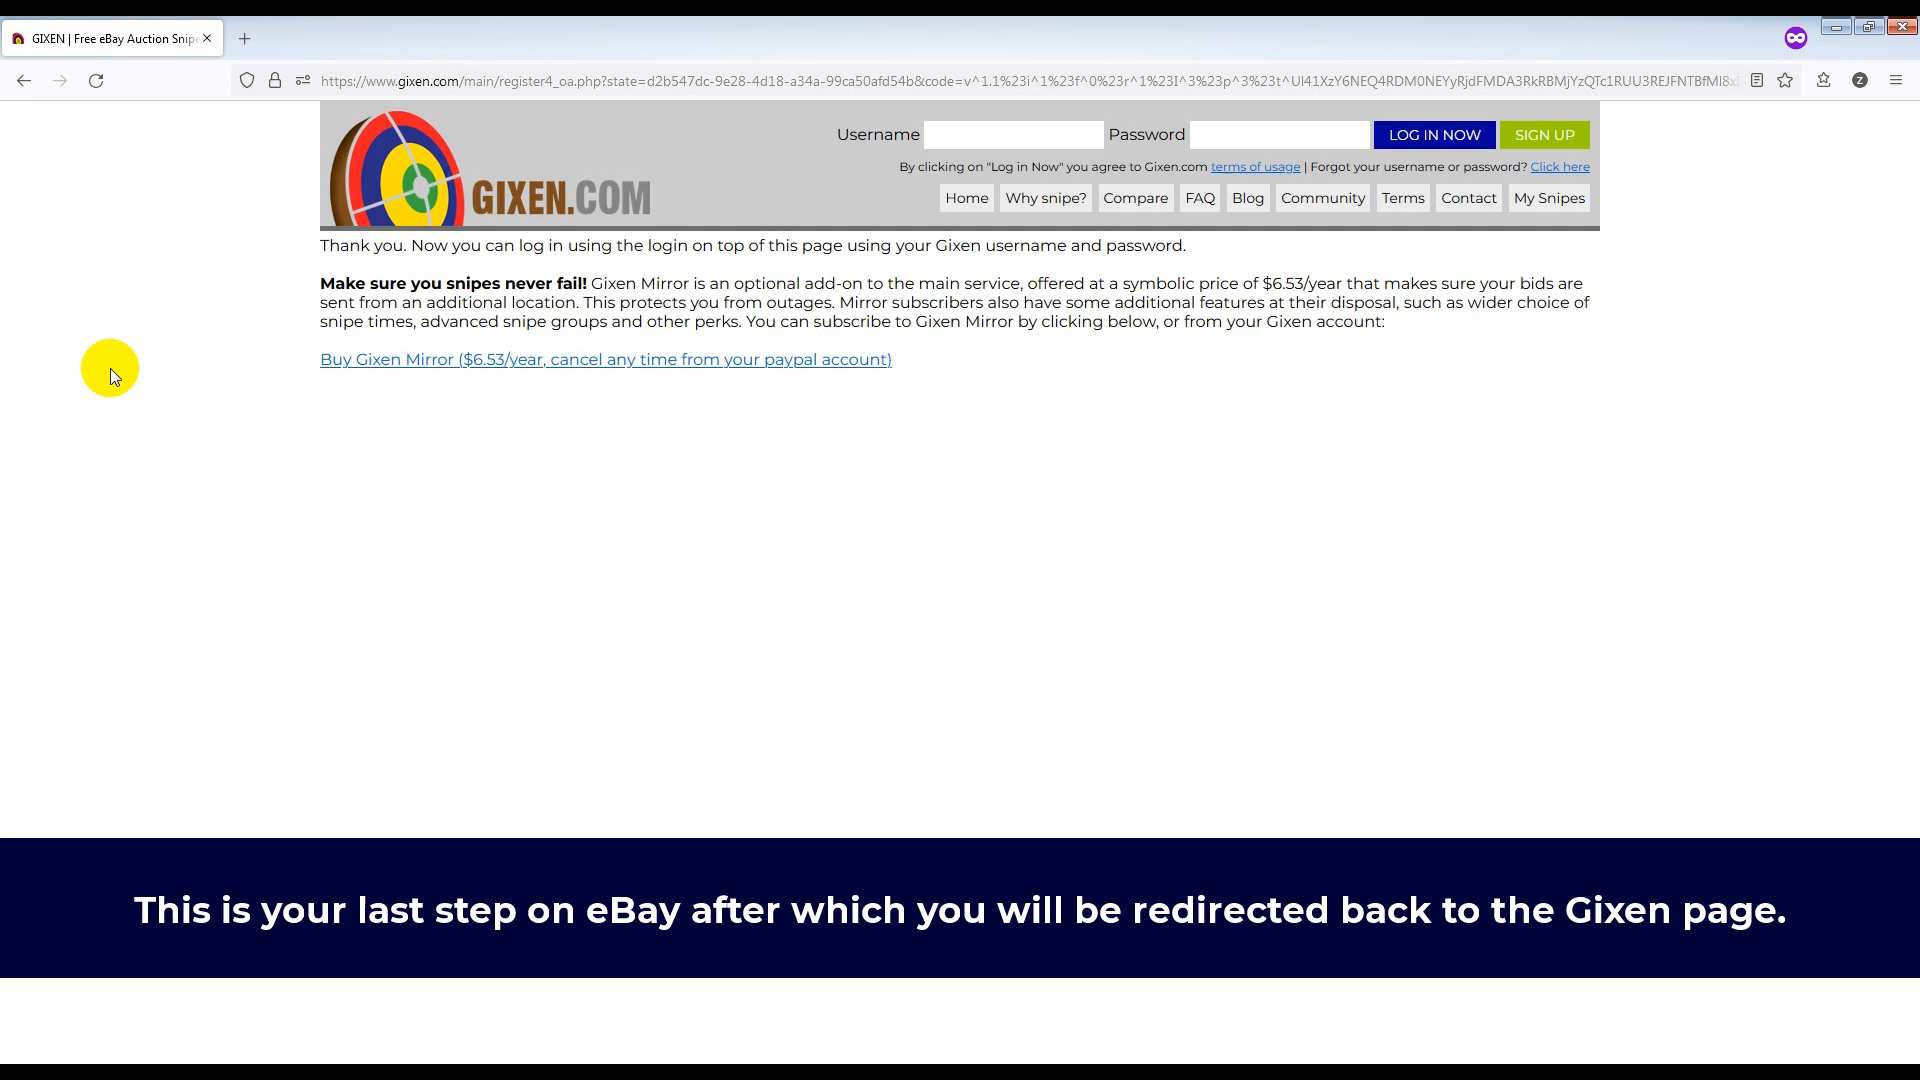 GIXEN | Free eBay Auction Snipe
https://www.gixen.com/main/register4_oa.php?state=d2b547dc-9e28-4d18-a34a-99ca50afd54b&code=v^1.1%23i^1%23f^0%23r^1%23I^3%23p^3%23t^
Username Password LOG IN NOW SIGN UP
By clicking on "Log in Now" you agree to Gixen.com terms of usage | Forgot your username or password? Click here
GIXEN.COM
Home Why snipe? Compare FAQ Blog Community Terms Contact My Snipes
Thank you. Now you can log in using the login on top of this page using your Gixen username and password.
Make sure you snipes never fail! Gixen Mirror is an optional add-on to the main service, offered at a symbolic price of $6.53/year that makes sure your bids are
sent from an additional location. This protects you from outages. Mirror subscribers also have some additional features at their disposal, such as wider choice of
snipe times, advanced snipe groups and other perks. You can subscribe to Gixen Mirror by clicking below, or from your Gixen account:
Buy Gixen Mirror ($6.53/year, cancel any time from your paypal account)
This is your last step on eBay after which you will be redirected back to the Gixen page.